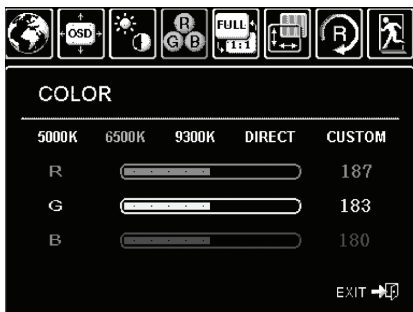 OSD R G B FULL 1:1 R
COLOR
5000K 6500K 9300K DIRECT CUSTOM
R 187
G 183
B 180
EXIT